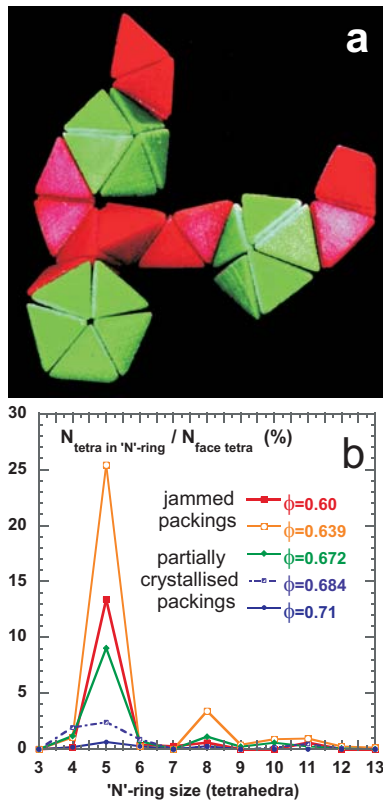 a
30
25
20
15
10
5
0
N tetra in 'N'-ring / N face tetra (%)
b
jammed
packings
ϕ=0.60
ϕ=0.639
partially
crystallised
packings
ϕ=0.672
ϕ=0.684
ϕ=0.71
3 4 5 6 7 8 9 10 11 12 13
'N'-ring size (tetrahedra)